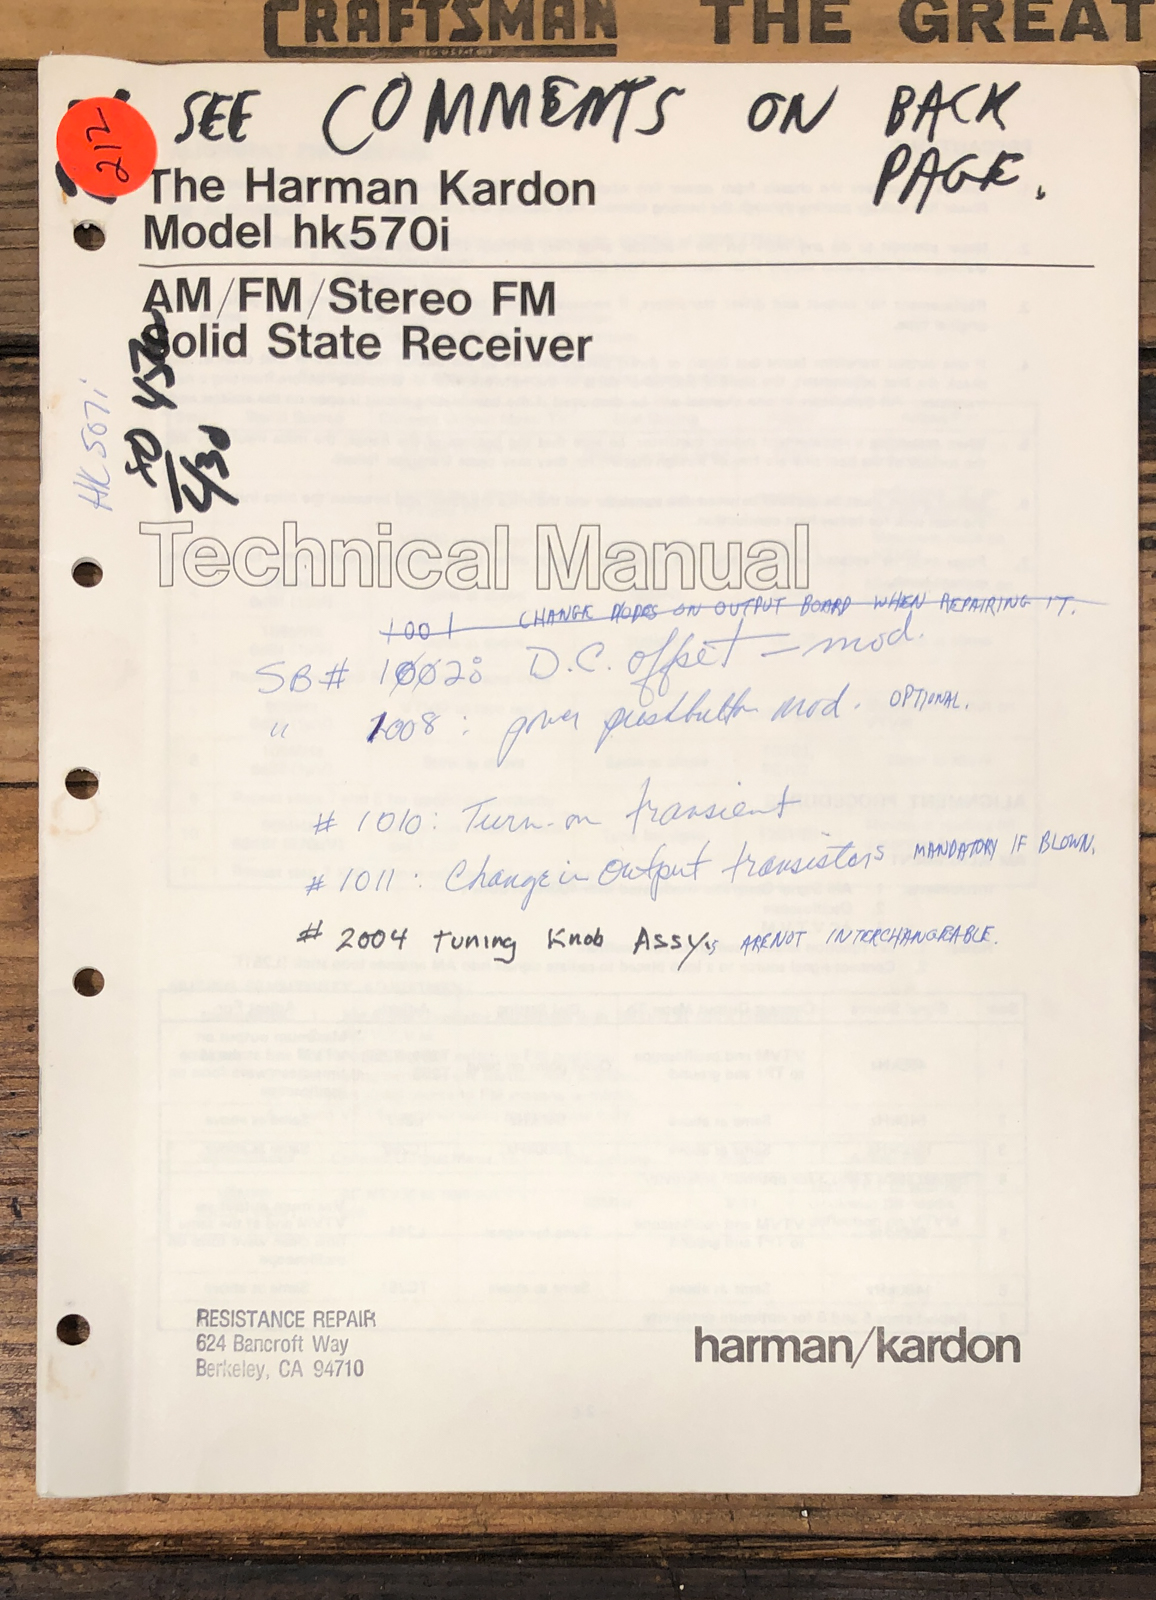 CRAFTSMAN THE GREAT
SEE COMMENTS ON BACK
PAGE.
212
The Harman Kardon
Model hk570i
AM/FM/Stereo FM
Solid State Receiver
HK 567i
Technical Manual
1001 CHANGE DIODES ON OUTPUT BOARD WHEN REPAIRING IT.
SB# 1002: D.C. offset = mod.
" 1008: power pushbutton mod. OPTIONAL.
# 1010: Turn-on transient
# 1011: Change in output transistors MANDATORY IF BLOWN.
# 2004 Tuning Knob Assy's ARE NOT INTERCHANGEABLE.
RESISTANCE REPAIR
624 Bancroft Way
Berkeley, CA 94710
harman/kardon